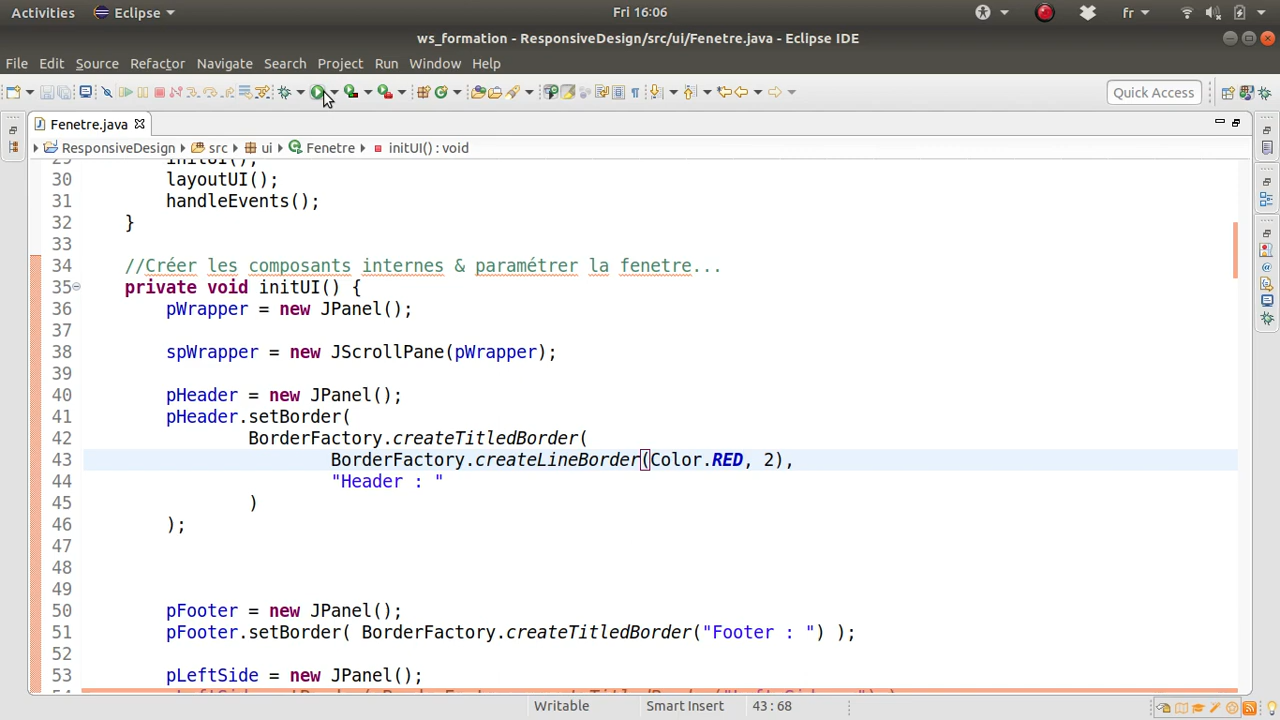 Activities Eclipse Fri 16:06 fr
ws_formation - ResponsiveDesign/src/ui/Fenetre.java - Eclipse IDE
File Edit Source Refactor Navigate Search Project Run Window Help
Quick Access
Fenetre.java
ResponsiveDesign src ui Fenetre initUI() : void
29 initUI();
30 layoutUI();
31 handleEvents();
32 }
33
34 //Créer les composants internes & paramétrer la fenetre...
35 private void initUI() {
36 pWrapper = new JPanel();
37
38 spWrapper = new JScrollPane(pWrapper);
39
40 pHeader = new JPanel();
41 pHeader.setBorder(
42 BorderFactory.createTitledBorder(
43 BorderFactory.createLineBorder(Color.RED, 2),
44 "Header : "
45 )
46 );
47
48
49
50 pFooter = new JPanel();
51 pFooter.setBorder( BorderFactory.createTitledBorder("Footer : ") );
52
53 pLeftSide = new JPanel();
Writable Smart Insert 43 : 68